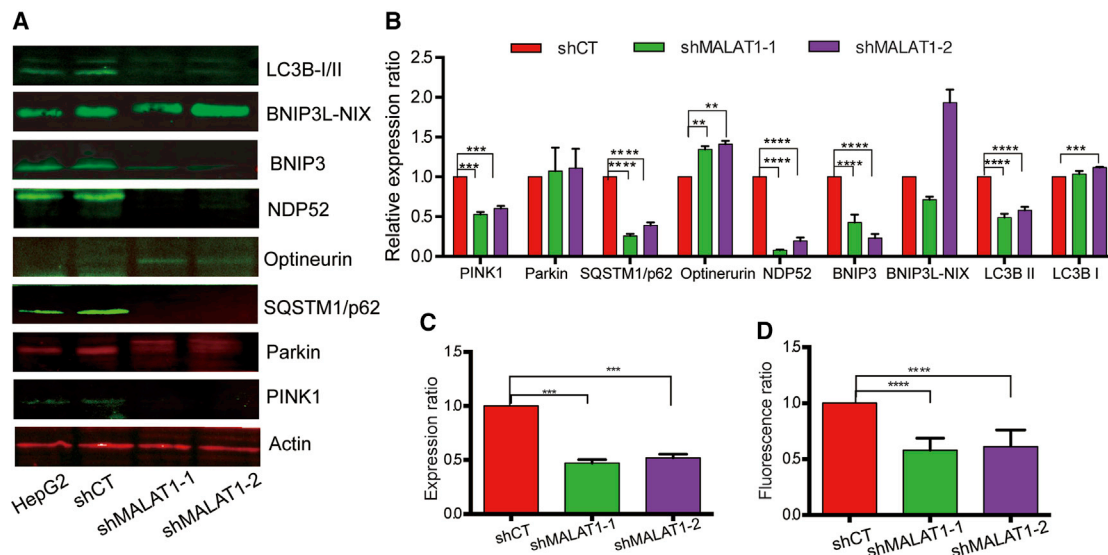 A
LC3B-I/II
BNIP3L-NIX
BNIP3
NDP52
Optineurin
SQSTM1/p62
Parkin
PINK1
Actin
HepG2
shCT
shMALAT1-1
shMALAT1-2
B
shCT
shMALAT1-1
shMALAT1-2
Relative expression ratio
2.5
2.0
1.5
1.0
0.5
0.0
***
***
****
****
**
**
****
****
****
****
****
****
***
PINK1 Parkin SQSTM1/p62 Optinerurin NDP52 BNIP3 BNIP3L-NIX LC3B II LC3B I
C
Expression ratio
1.5
1.0
0.5
0.0
***
***
shCT
shMALAT1-1
shMALAT1-2
D
Fluorescence ratio
1.5
1.0
0.5
0.0
****
****
shCT
shMALAT1-1
shMALAT1-2